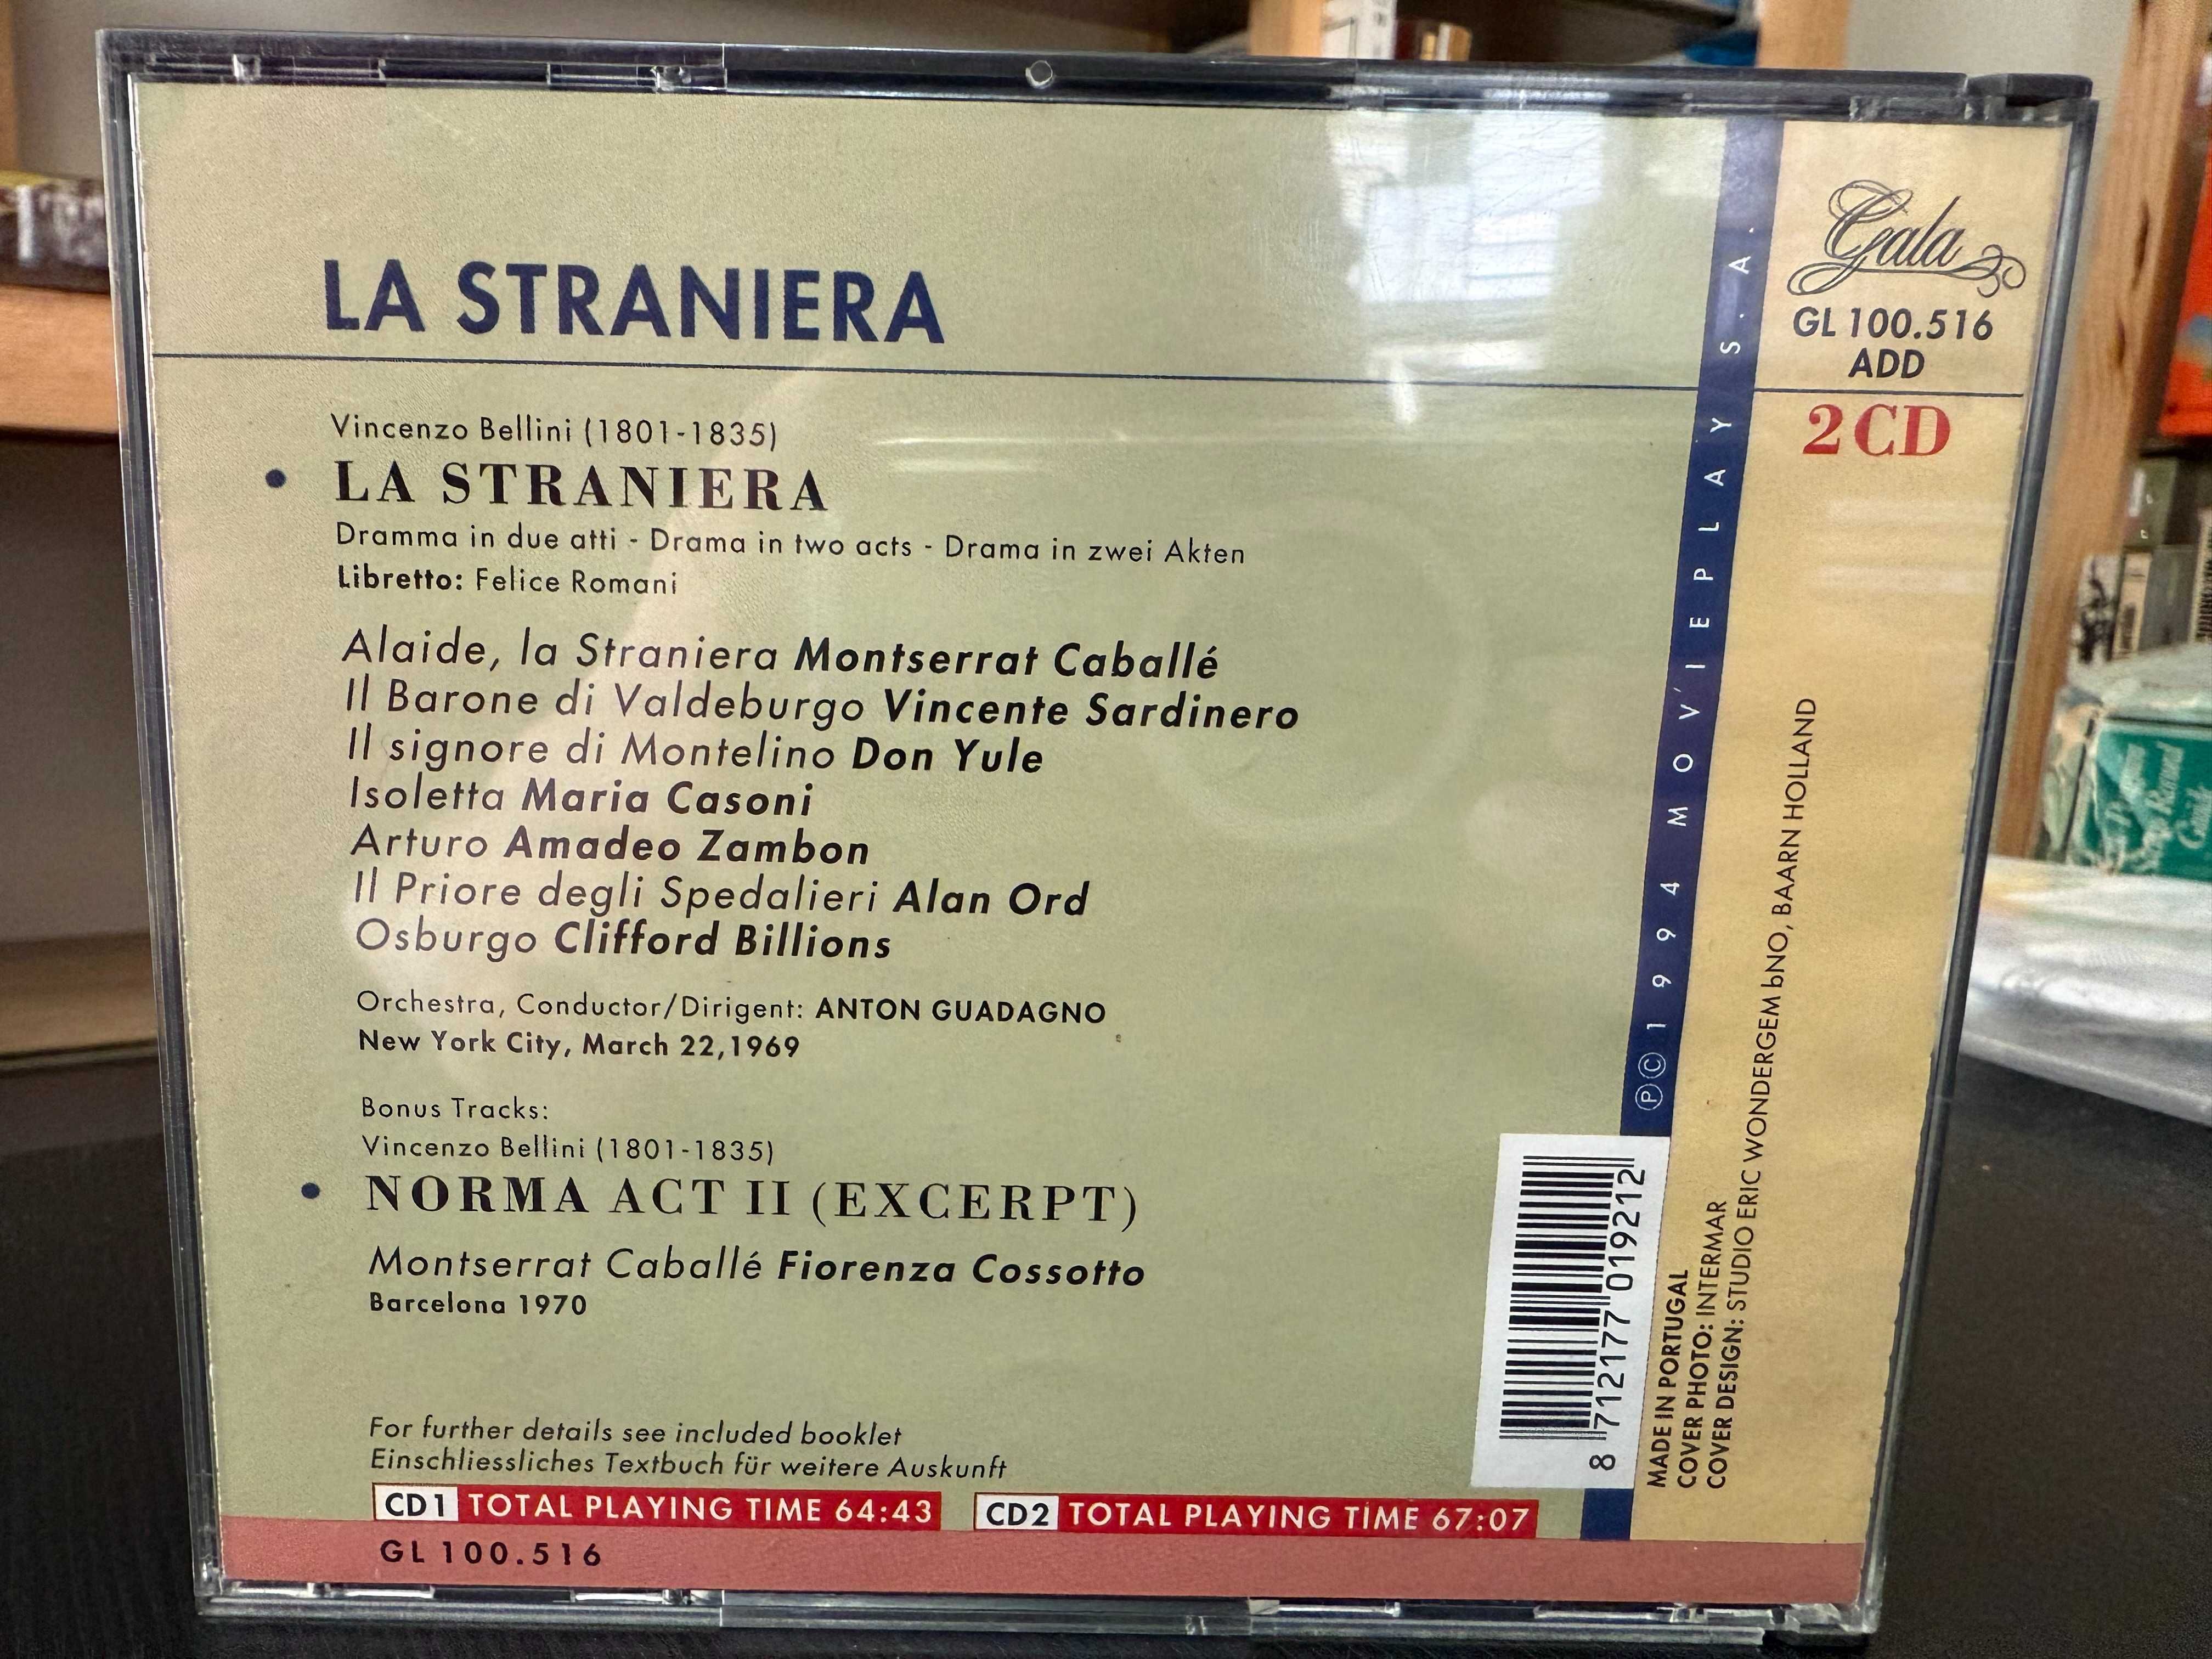 LA STRANIERA
Vincenzo Bellini (1801-1835)
• LA STRANIERA
Dramma in due atti - Drama in two acts - Drama in zwei Akten
Libretto: Felice Romani
Alaide, la Straniera Montserrat Caballé
Il Barone di Valdeburgo Vincente Sardinero
Il signore di Montelino Don Yule
Isoletta Maria Casoni
Arturo Amadeo Zambon
Il Priore degli Spedalieri Alan Ord
Osburgo Clifford Billions
Orchestra, Conductor/Dirigent: ANTON GUADAGNO
New York City, March 22,1969
Bonus Tracks:
Vincenzo Bellini (1801-1835)
• NORMA ACT II (EXCERPT)
Montserrat Caballé Fiorenza Cossotto
Barcelona 1970
For further details see included booklet
Einschliessliches Textbuch für weitere Auskunft
CD1 TOTAL PLAYING TIME 64:43
CD2 TOTAL PLAYING TIME 67:07
GL 100.516
℗© 1994 MOVIEPLAY S.A.
Gala
GL 100.516
ADD
2CD
8 712177 019212
MADE IN PORTUGAL
COVER PHOTO: INTERMAR
COVER DESIGN: STUDIO ERIC WONDERGEM bNO, BAARN HOLLAND